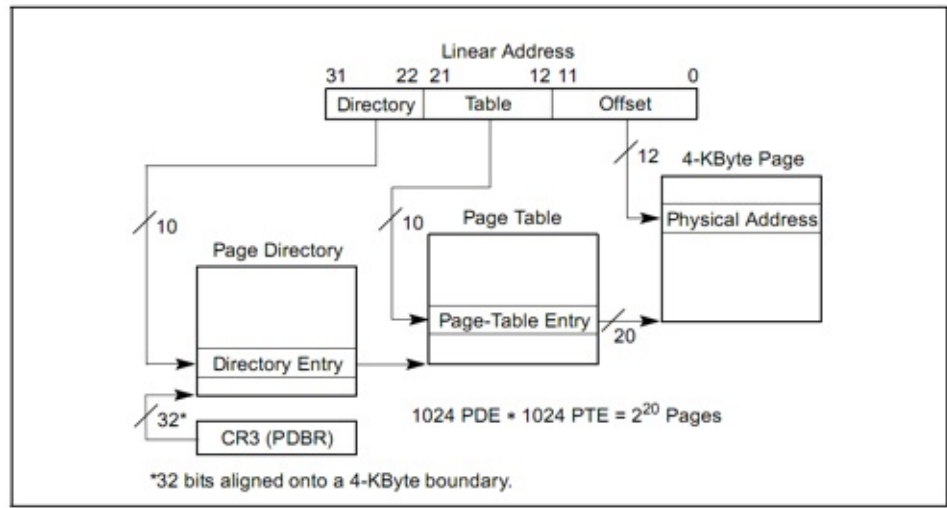 Linear Address
31 22 21 12 11 0
Directory Table Offset
12 4-KByte Page
Physical Address
10 10 Page Table
Page Directory
Page-Table Entry
20
Directory Entry
1024 PDE * 1024 PTE = 2^20 Pages
32*
CR3 (PDBR)
*32 bits aligned onto a 4-KByte boundary.